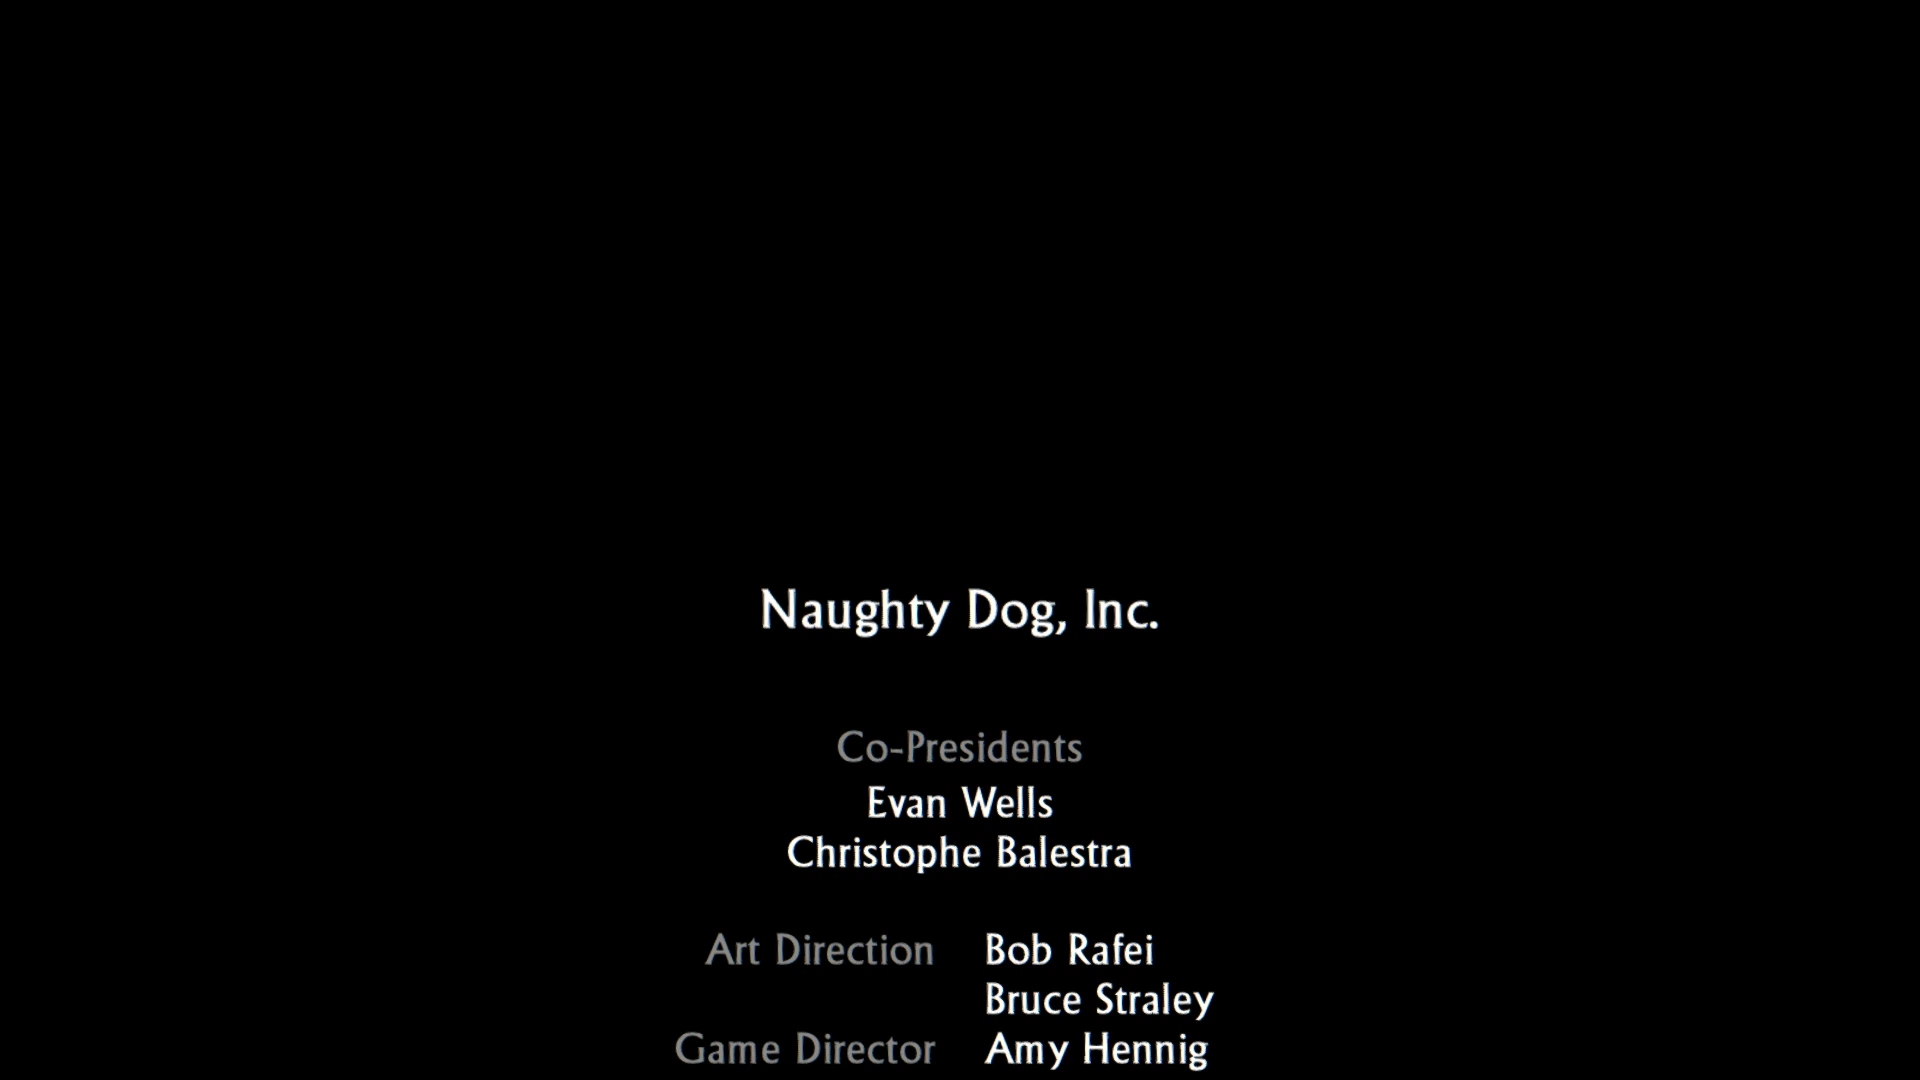 Naughty Dog, Inc.
Co-Presidents
Evan Wells
Christophe Balestra
Art Direction Bob Rafei
Bruce Straley
Game Director Amy Hennig